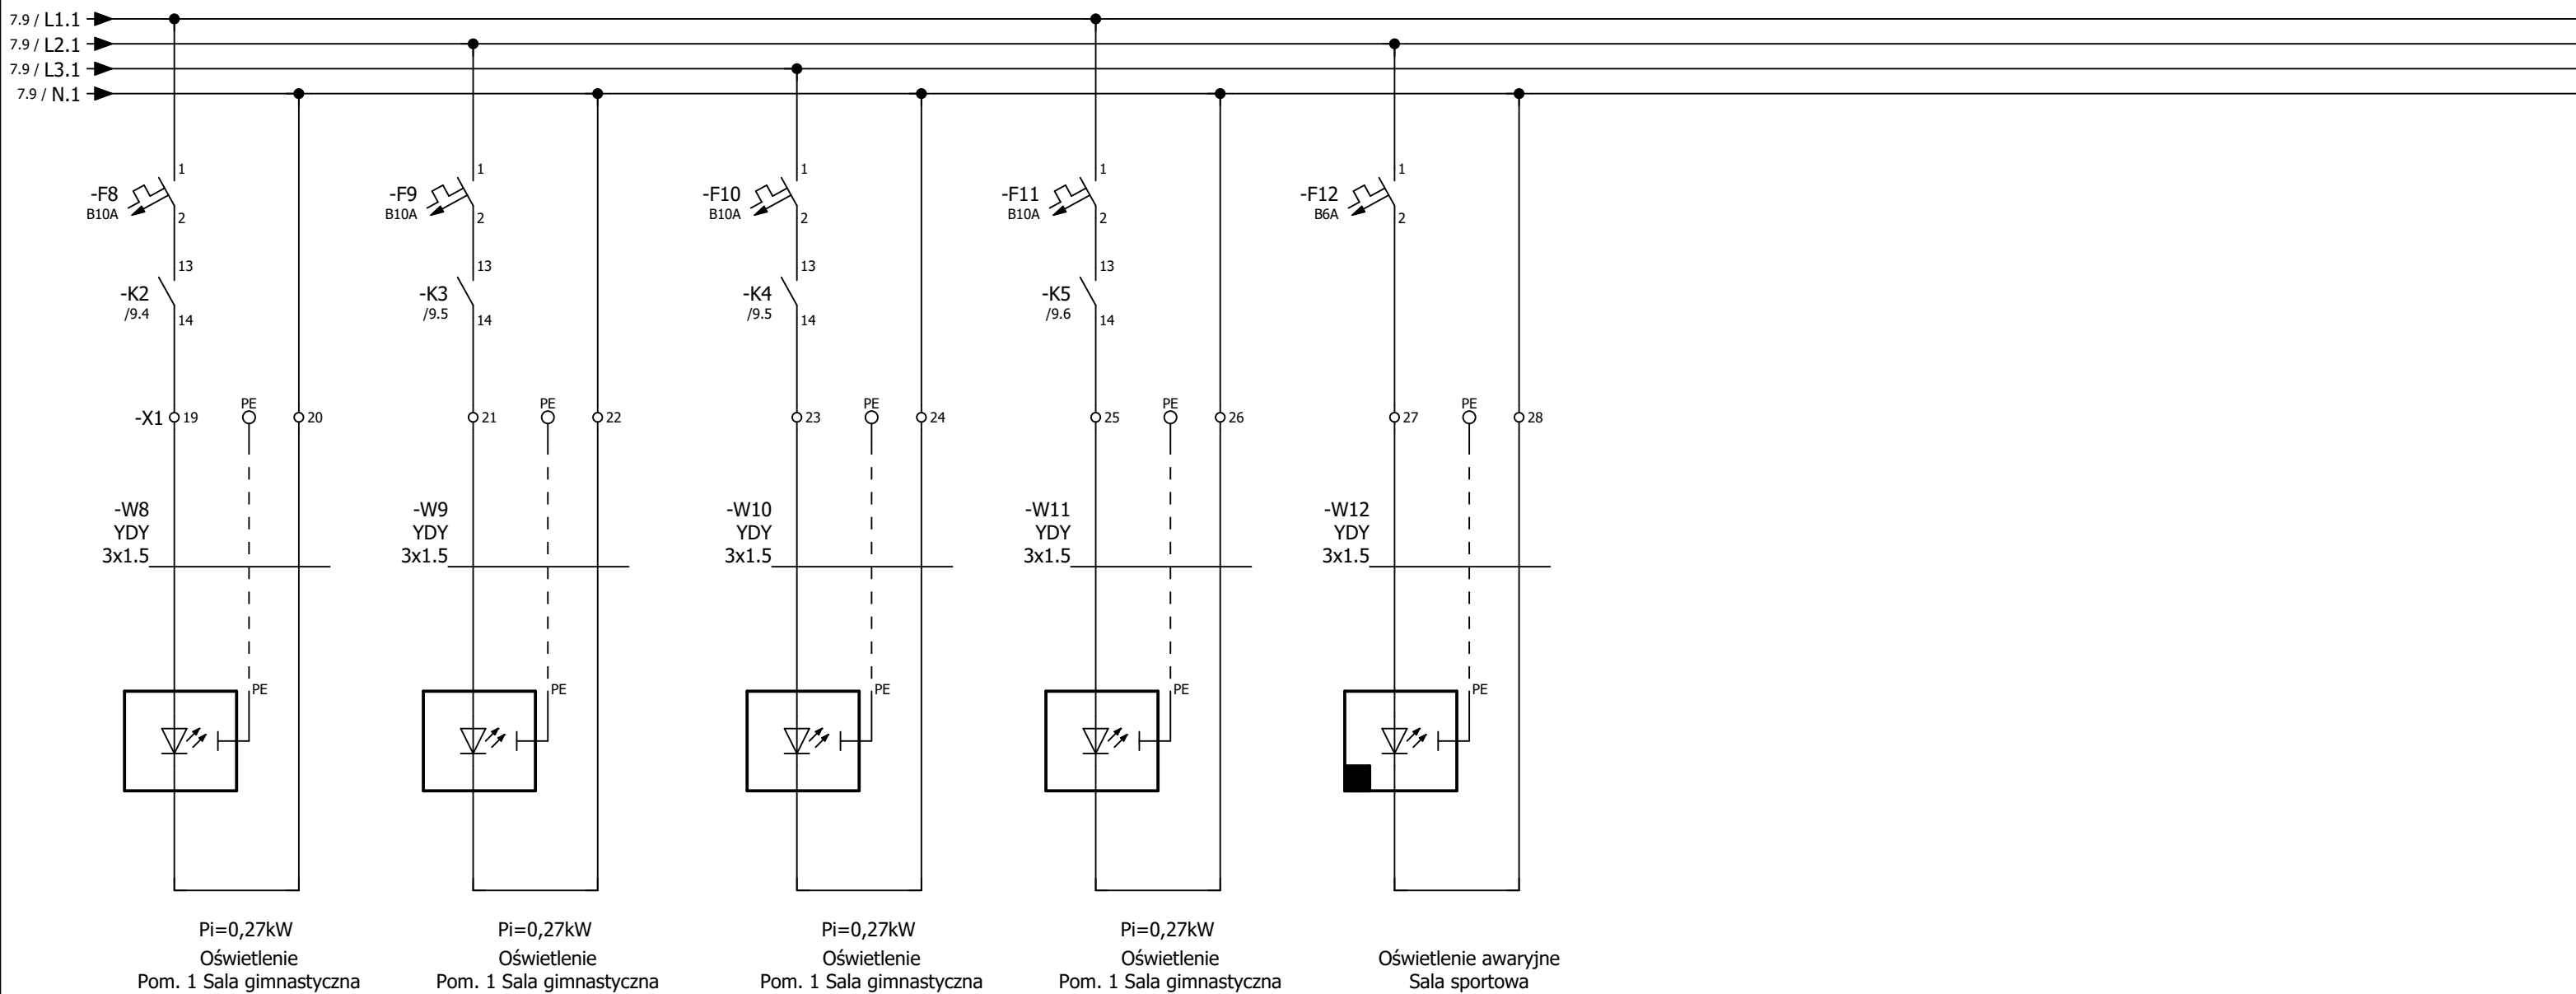 7.9 / L1.1
7.9 / L2.1
7.9 / L3.1
7.9 / N.1
1 1 1 1 1
-F8 -F9 -F10 -F11 -F12
B10A B10A B10A B10A B6A
2 2 2 2 2
13 13 13 13
-K2 -K3 -K4 -K5
/9.4 /9.5 /9.5 /9.6
14 14 14 14
PE PE PE PE PE
-X1 19 20 21 22 23 24 25 26 27 28
-W8 -W9 -W10 -W11 -W12
YDY YDY YDY YDY YDY
3x1.5 3x1.5 3x1.5 3x1.5 3x1.5
PE PE PE PE PE
Pi=0,27kW Pi=0,27kW Pi=0,27kW Pi=0,27kW
Oświetlenie Oświetlenie Oświetlenie Oświetlenie Oświetlenie awaryjne
Pom. 1 Sala gimnastyczna Pom. 1 Sala gimnastyczna Pom. 1 Sala gimnastyczna Pom. 1 Sala gimnastyczna Sala sportowa